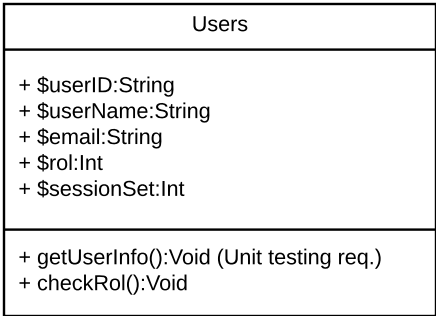 Users
+ $userID:String
+ $userName:String
+ $email:String
+ $rol:Int
+ $sessionSet:Int
+ getUserInfo():Void (Unit testing req.)
+ checkRol():Void